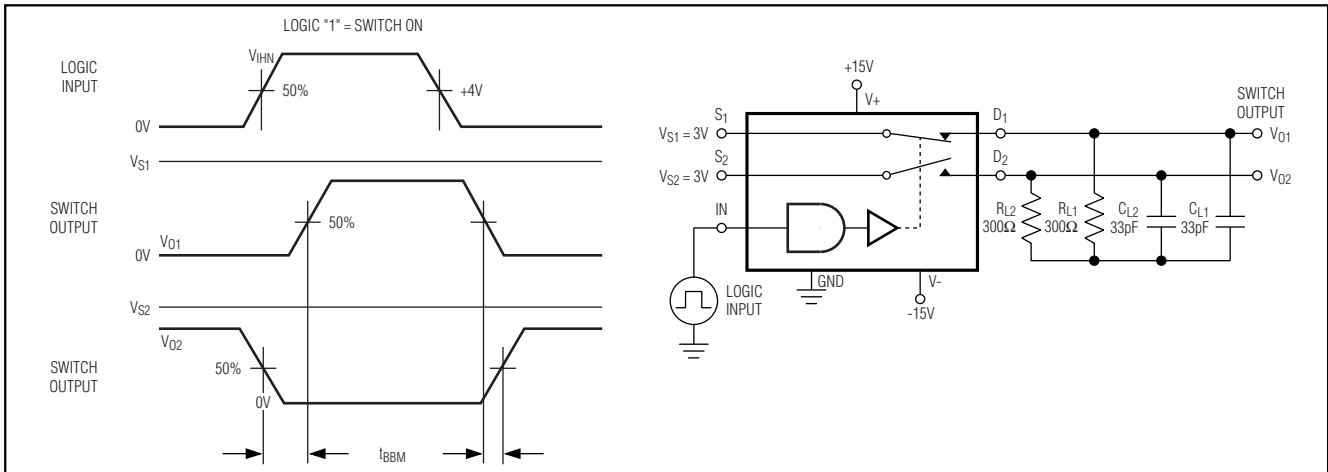 LOGIC "1" = SWITCH ON
LOGIC
INPUT
VIHN
50%
+4V
0V
VS1
SWITCH
OUTPUT
50%
VO1
0V
VS2
VO2
SWITCH
OUTPUT
50%
0V
tBBM
+15V
V+
SWITCH
OUTPUT
S1
D1
VS1 = 3V
VO1
S2
D2
VS2 = 3V
VO2
IN
RL2
300Ω
RL1
300Ω
CL2
33pF
CL1
33pF
LOGIC
INPUT
GND
V-
-15V